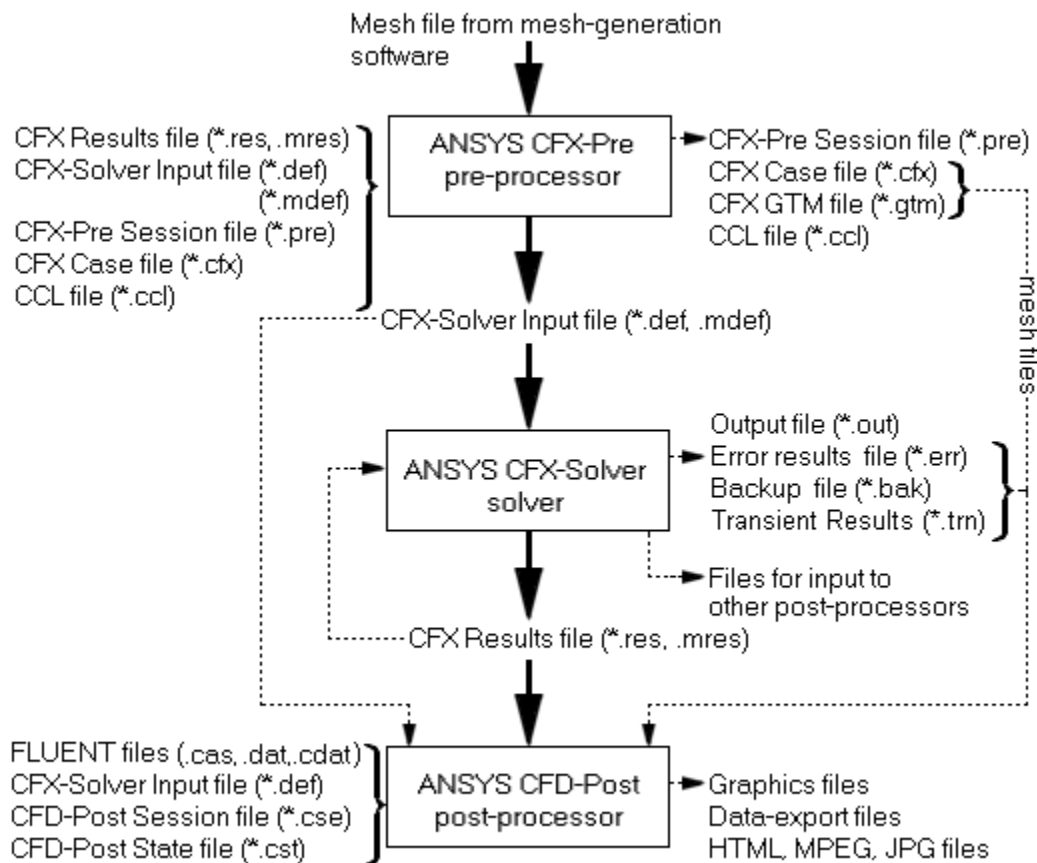 Mesh file from mesh-generation
software
CFX Results file (*.res, .mres)
CFX-Solver Input file (*.def)
(*.mdef)
CFX-Pre Session file (*.pre)
CFX Case file (*.cfx)
CCL file (*.ccl)
ANSYS CFX-Pre
pre-processor
CFX-Pre Session file (*.pre)
CFX Case file (*.cfx)
CFX GTM file (*.gtm)
CCL file (*.ccl)
mesh files
CFX-Solver Input file (*.def, .mdef)
ANSYS CFX-Solver
solver
Output file (*.out)
Error results file (*.err)
Backup file (*.bak)
Transient Results (*.trn)
Files for input to
other post-processors
CFX Results file (*.res, .mres)
FLUENT files (.cas, .dat,.cdat)
CFX-Solver Input file (*.def)
CFD-Post Session file (*.cse)
CFD-Post State file (*.cst)
ANSYS CFD-Post
post-processor
Graphics files
Data-export files
HTML, MPEG, JPG files